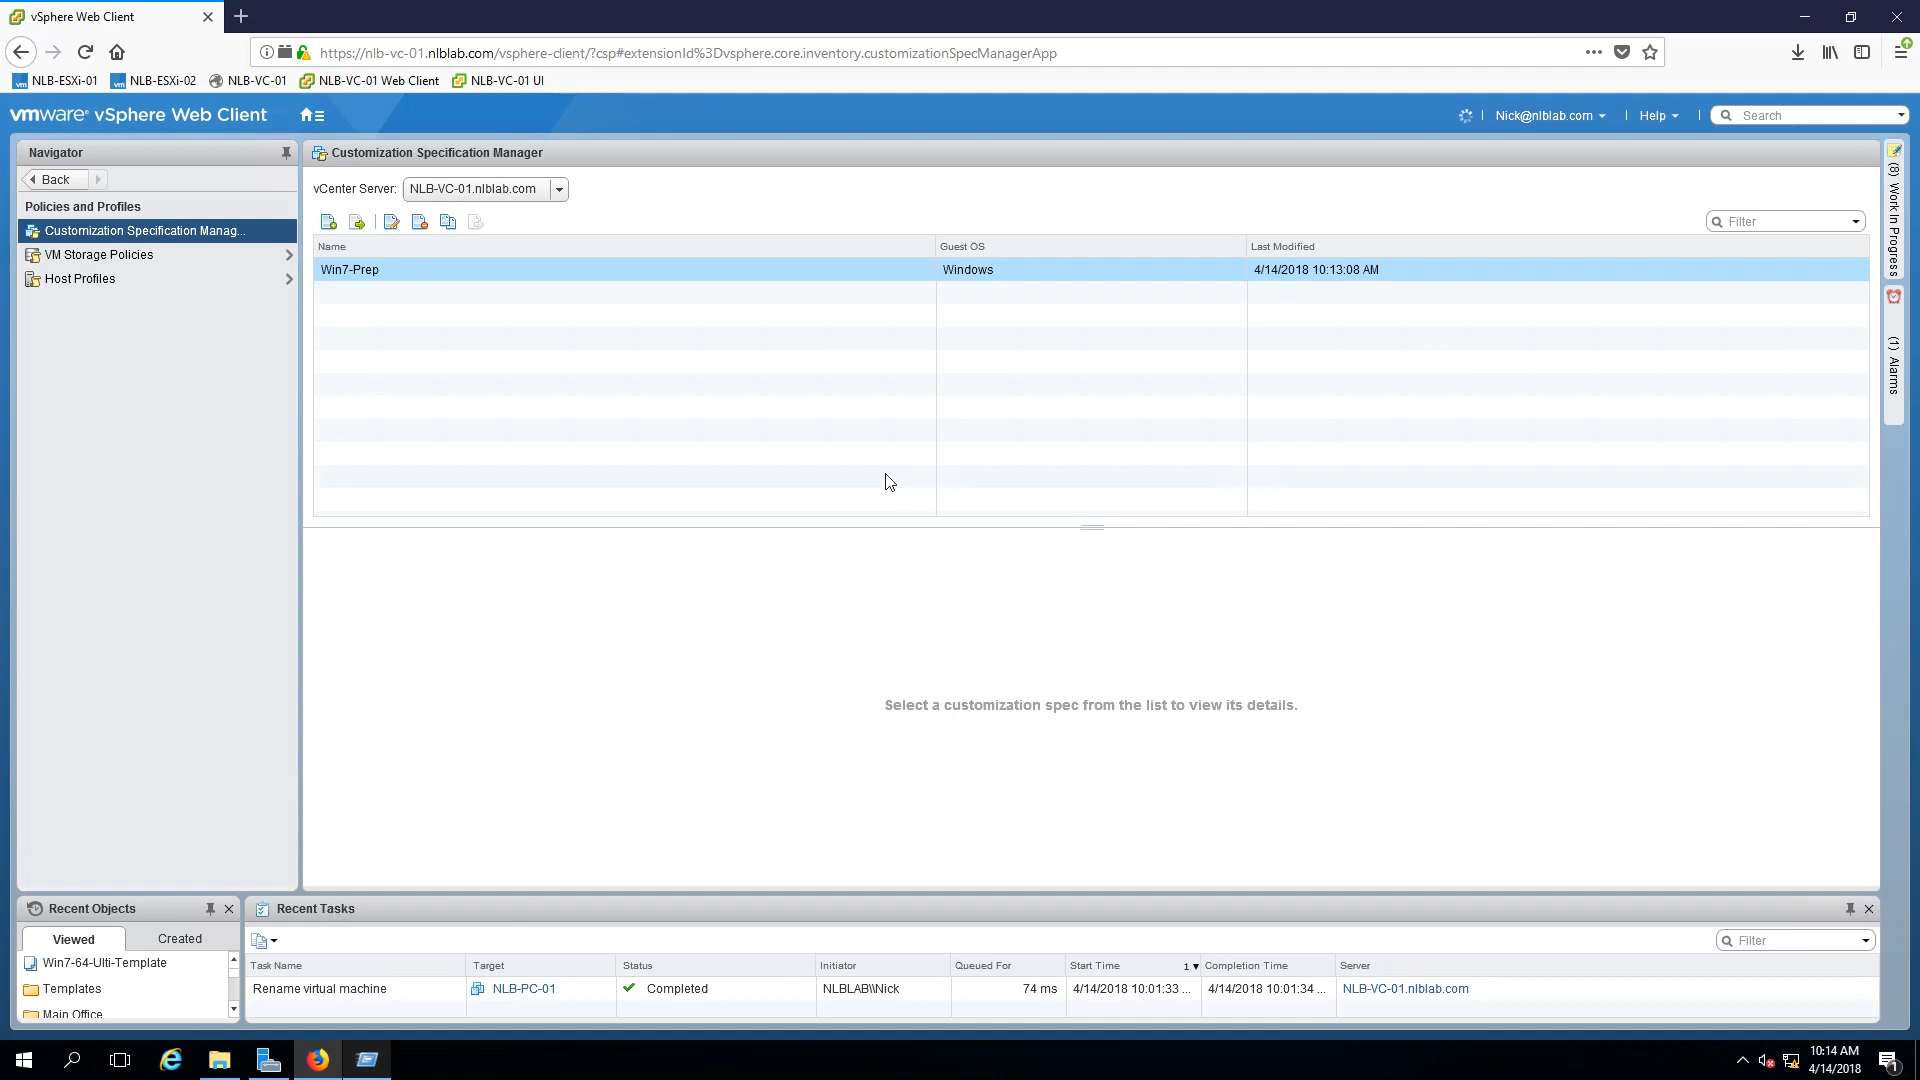 vSphere Web Client
https://nlb-vc-01.nlblab.com/vsphere-client/?csp#extensionId%3Dvsphere.core.inventory.customizationSpecManagerApp
NLB-ESXi-01 NLB-ESXi-02 NLB-VC-01 NLB-VC-01 Web Client NLB-VC-01 UI
vmware® vSphere Web Client
Nick@nlblab.com Help Search
Navigator
Back
Policies and Profiles
Customization Specification Manag...
VM Storage Policies
Host Profiles
Customization Specification Manager
vCenter Server: NLB-VC-01.nlblab.com
Filter
Name Guest OS Last Modified
Win7-Prep Windows 4/14/2018 10:13:08 AM
Select a customization spec from the list to view its details.
(8) Work In Progress
(1) Alarms
Recent Objects
Viewed Created
Win7-64-Ulti-Template
Templates
Main Office
Recent Tasks
Filter
Task Name Target Status Initiator Queued For Start Time 1 Completion Time Server
Rename virtual machine NLB-PC-01 Completed NLBLAB\\Nick 74 ms 4/14/2018 10:01:33 ... 4/14/2018 10:01:34 ... NLB-VC-01.nlblab.com
10:14 AM
4/14/2018
1